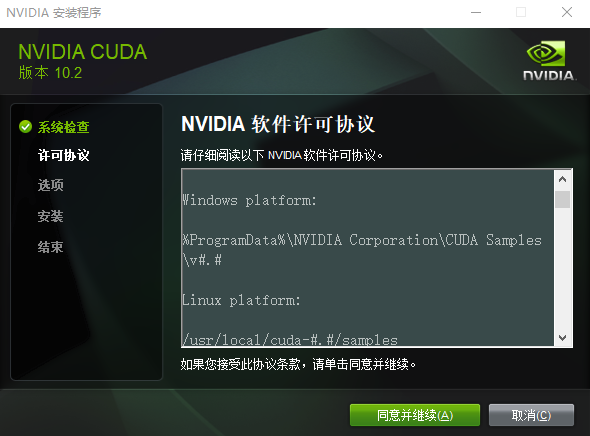 NVIDIA 安装程序
NVIDIA CUDA
版本 10.2
NVIDIA.
系统检查
许可协议
选项
安装
结束
NVIDIA 软件许可协议
请仔细阅读以下 NVIDIA 软件许可协议。
Windows platform:
%ProgramData%\NVIDIA Corporation\CUDA Samples
\v#.#
Linux platform:
/usr/local/cuda-#.#/samples
如果您接受此协议条款，请单击同意并继续。
同意并继续(A)
取消(C)